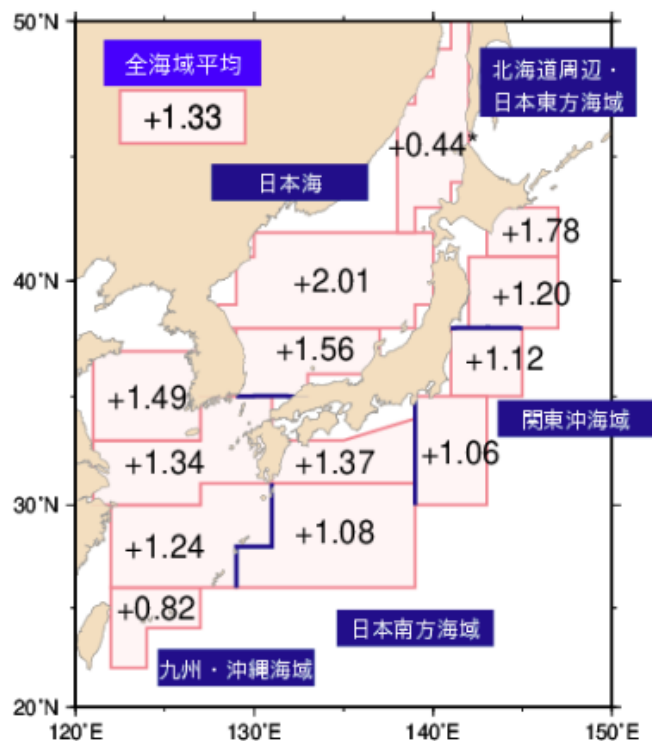 50°N
全海域平均
+1.33
北海道周辺・
日本東方海域
+0.44*
日本海
+1.78
40°N
+2.01
+1.20
+1.56
+1.12
+1.49
関東沖海域
+1.34
+1.37
+1.06
30°N
+1.24
+1.08
+0.82
日本南方海域
九州・沖縄海域
20°N
120°E
130°E
140°E
150°E